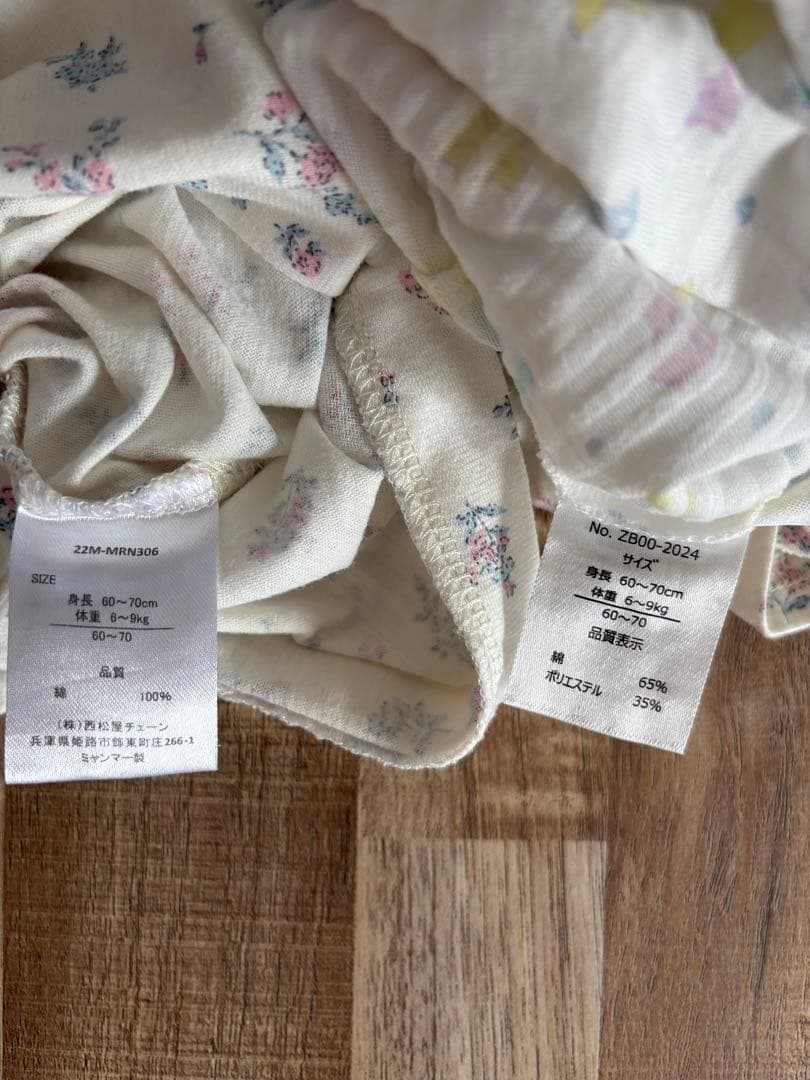 22M-MRN306
SIZE
身長 60〜70cm
体重 6〜9kg
60〜70
品質
綿 100%
(株)西松屋チェーン
兵庫県姫路市飾東町庄266-1
ミャンマー製
No. ZB00-2024
サイズ
身長 60〜70cm
体重 6〜9kg
60〜70
品質表示
綿 65%
ポリエステル 35%